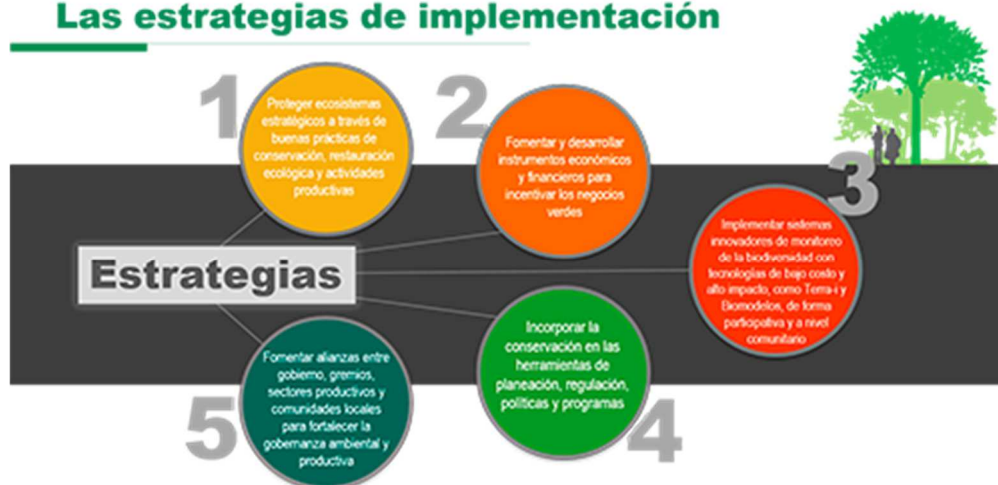 Las estrategias de implementación
1
Proteger ecosistemas
estratégicos a través de
buenas prácticas de
conservación, restauración
ecológica y actividades
productivas
2
Fomentar y desarrollar
instrumentos económicos
y financieros para
incentivar los negocios
verdes
3
Implementar sistemas
innovadores de monitoreo
de la biodiversidad con
tecnologías de bajo costo y
alto impacto, como Terra-i y
Biomodelos, de forma
participativa y a nivel
comunitario
Estrategias
Incorporar la
conservación en las
herramientas de
planeación, regulación,
políticas y programas
4
Fomentar alianzas entre
gobierno, gremios,
sectores productivos y
comunidades locales
para fortalecer la
gobernanza ambiental y
productiva
5